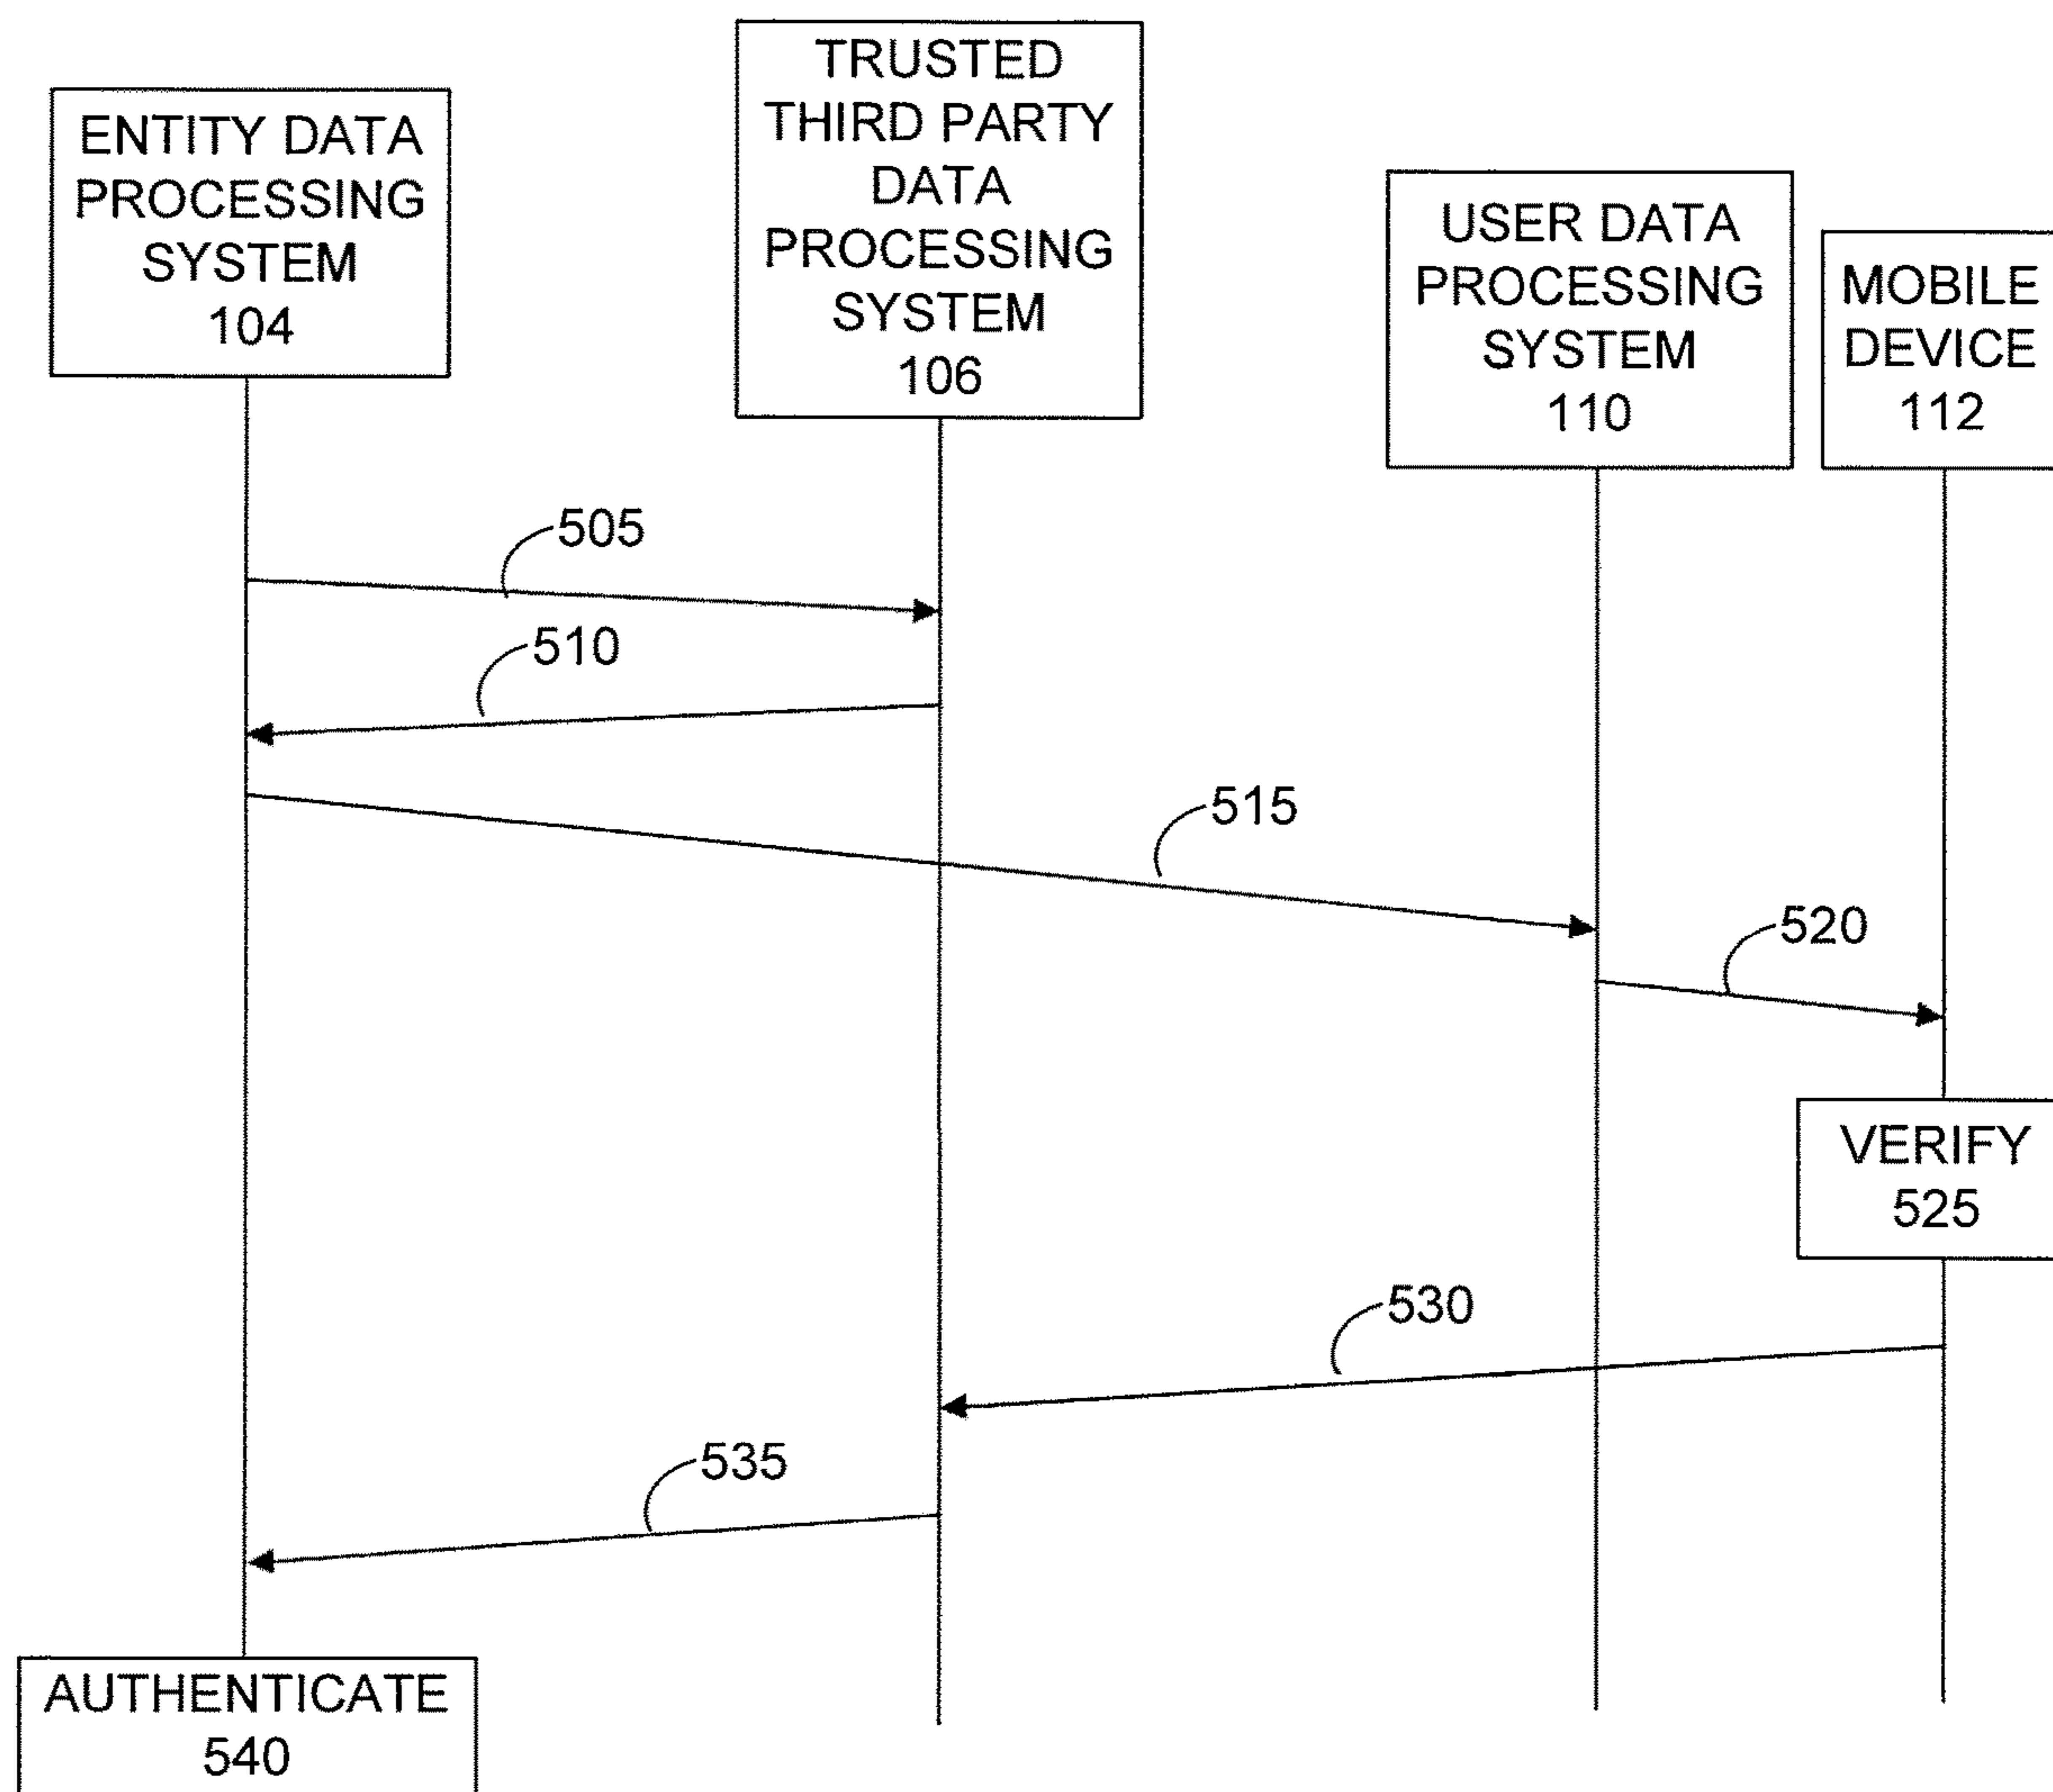 ENTITY DATA
PROCESSING
SYSTEM
104
TRUSTED
THIRD PARTY
DATA
PROCESSING
SYSTEM
106
USER DATA
PROCESSING
SYSTEM
110
MOBILE
DEVICE
112
505
510
515
520
VERIFY
525
530
535
AUTHENTICATE
540